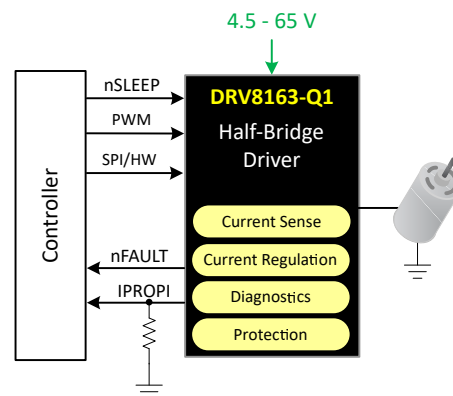 4.5 - 65 V
nSLEEP
PWM
SPI/HW
nFAULT
IPROPI
Controller
DRV8163-Q1
Half-Bridge
Driver
Current Sense
Current Regulation
Diagnostics
Protection